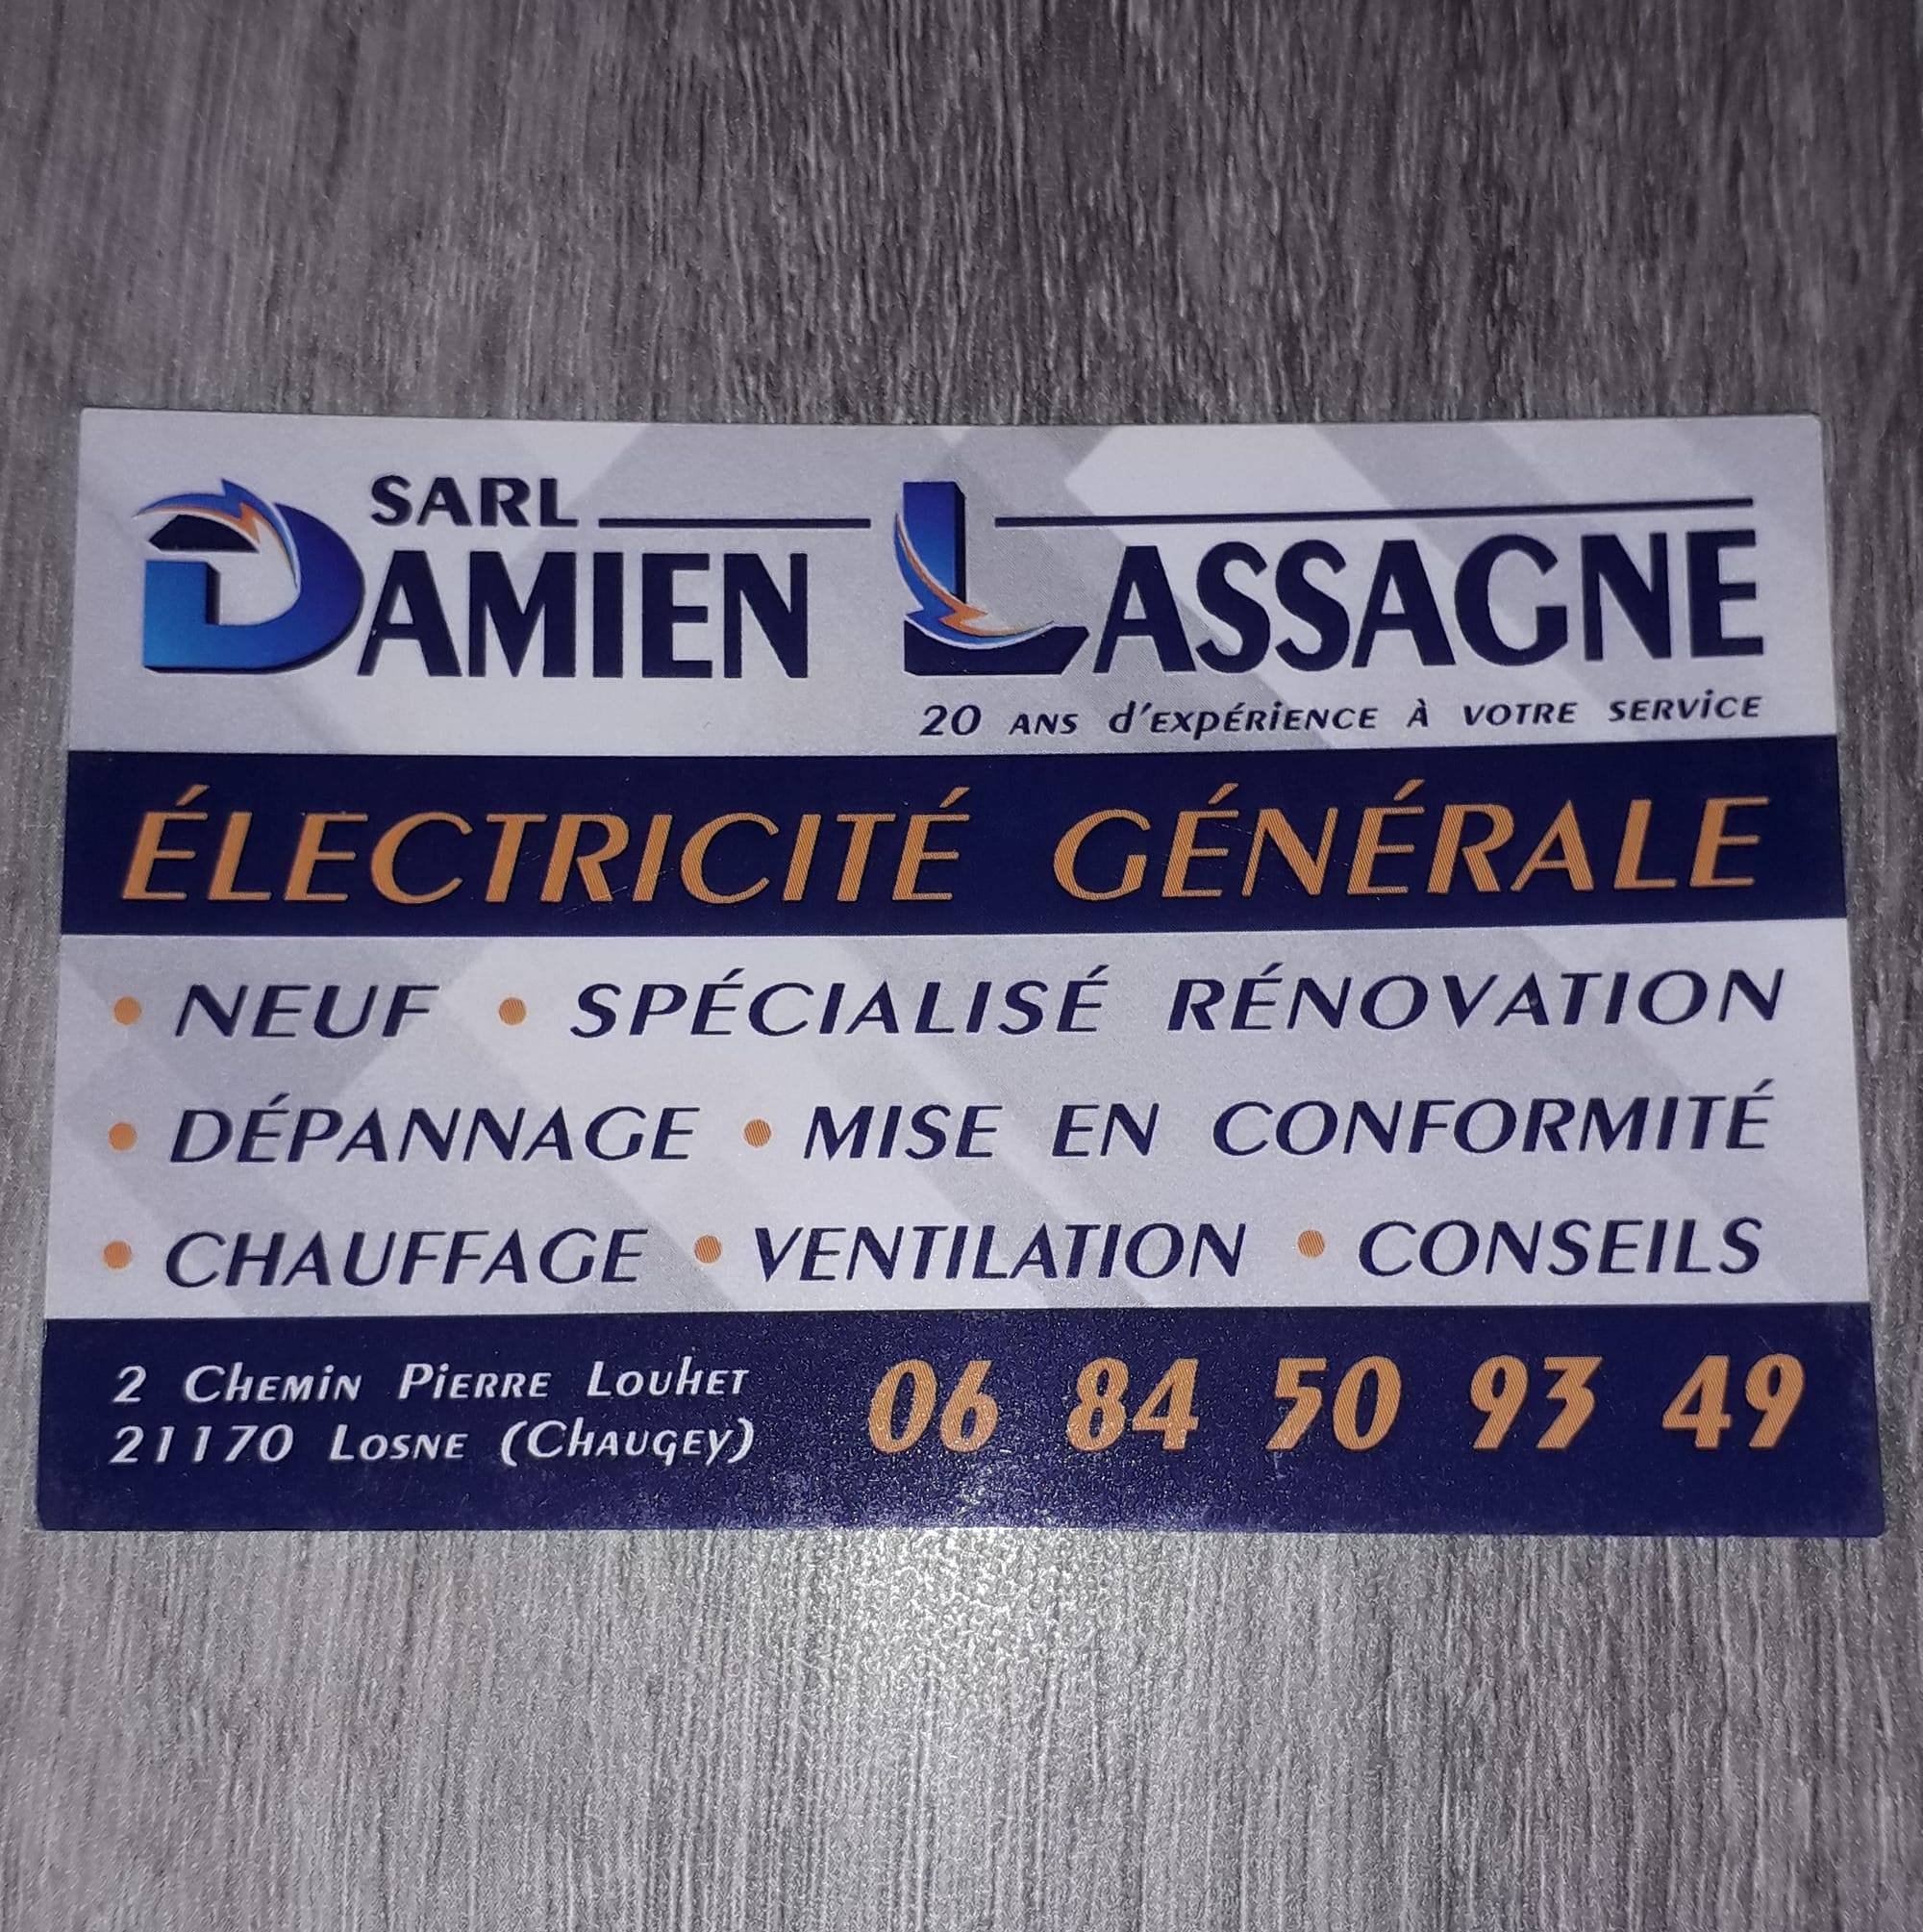 SARL
DAMIEN LASSAGNE
20 ANS d'EXPÉRIENCE À VOTRE SERVICE
ÉLECTRICITÉ GÉNÉRALE
• NEUF • SPÉCIALISÉ RÉNOVATION
• DÉPANNAGE • MISE EN CONFORMITÉ
• CHAUFFAGE • VENTILATION • CONSEILS
2 Chemin Pierre Louhet
21170 Losne (Chaugey)
06 84 50 93 49